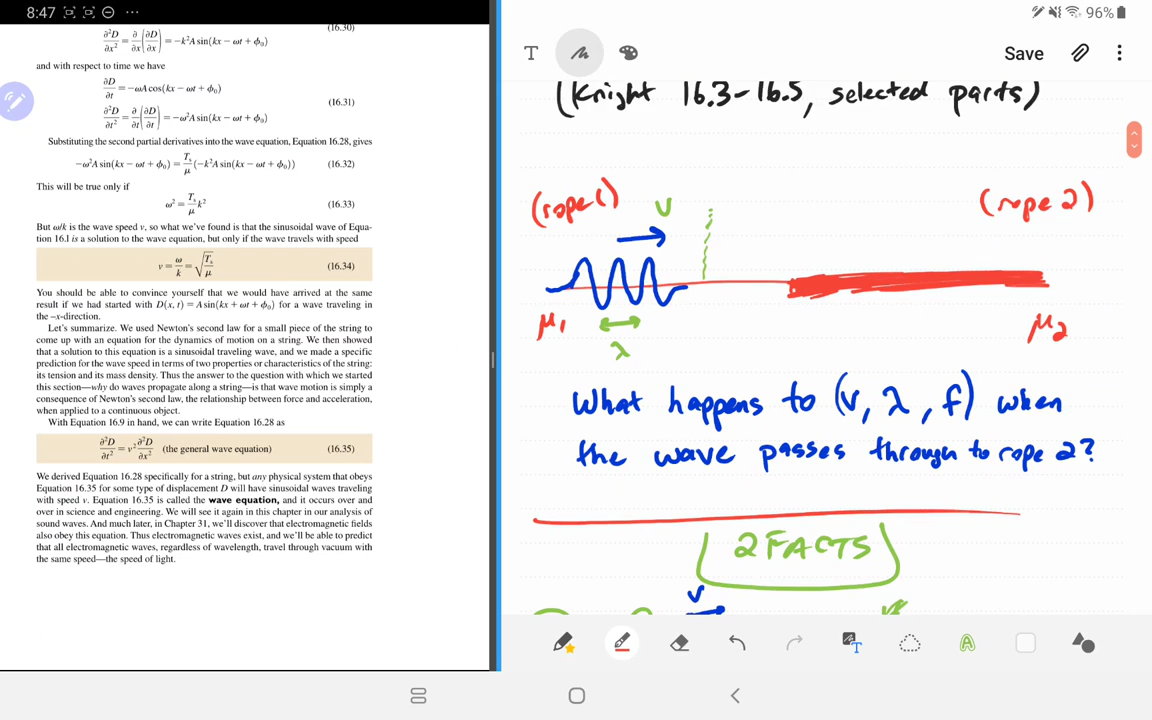 8:47
96%
(16.30)
∂²D/∂x² = ∂/∂x (∂D/∂x) = −k²A sin(kx − ωt + ϕ₀)
and with respect to time we have
∂D/∂t = −ωA cos(kx − ωt + ϕ₀)
(16.31)
∂²D/∂t² = ∂/∂t (∂D/∂t) = −ω²A sin(kx − ωt + ϕ₀)
Substituting the second partial derivatives into the wave equation, Equation 16.28, gives
−ω²A sin(kx − ωt + ϕ₀) = Tₛ/μ (−k²A sin(kx − ωt + ϕ₀)) (16.32)
This will be true only if
ω² = Tₛ/μ k² (16.33)
But ω/k is the wave speed v, so what we've found is that the sinusoidal wave of Equa-
tion 16.1 is a solution to the wave equation, but only if the wave travels with speed
v = ω/k = √(Tₛ/μ) (16.34)
You should be able to convince yourself that we would have arrived at the same
result if we had started with D(x, t) = A sin(kx + ωt + ϕ₀) for a wave traveling in
the −x-direction.
Let's summarize. We used Newton's second law for a small piece of the string to
come up with an equation for the dynamics of motion on a string. We then showed
that a solution to this equation is a sinusoidal traveling wave, and we made a specific
prediction for the wave speed in terms of two properties or characteristics of the string:
its tension and its mass density. Thus the answer to the question with which we started
this section—why do waves propagate along a string—is that wave motion is simply a
consequence of Newton's second law, the relationship between force and acceleration,
when applied to a continuous object.
With Equation 16.9 in hand, we can write Equation 16.28 as
∂²D/∂t² = v² ∂²D/∂x² (the general wave equation) (16.35)
We derived Equation 16.28 specifically for a string, but any physical system that obeys
Equation 16.35 for some type of displacement D will have sinusoidal waves traveling
with speed v. Equation 16.35 is called the wave equation, and it occurs over and
over in science and engineering. We will see it again in this chapter in our analysis of
sound waves. And much later, in Chapter 31, we'll discover that electromagnetic fields
also obey this equation. Thus electromagnetic waves exist, and we'll be able to predict
that all electromagnetic waves, regardless of wavelength, travel through vacuum with
the same speed—the speed of light.
T
Save
(Knight 16.3-16.5, selected parts)
(rope 1) v (rope 2)
μ₁ μ₂
λ
What happens to (v, λ, f) when
the wave passes through to rope 2?
2 FACTS
v
T
A